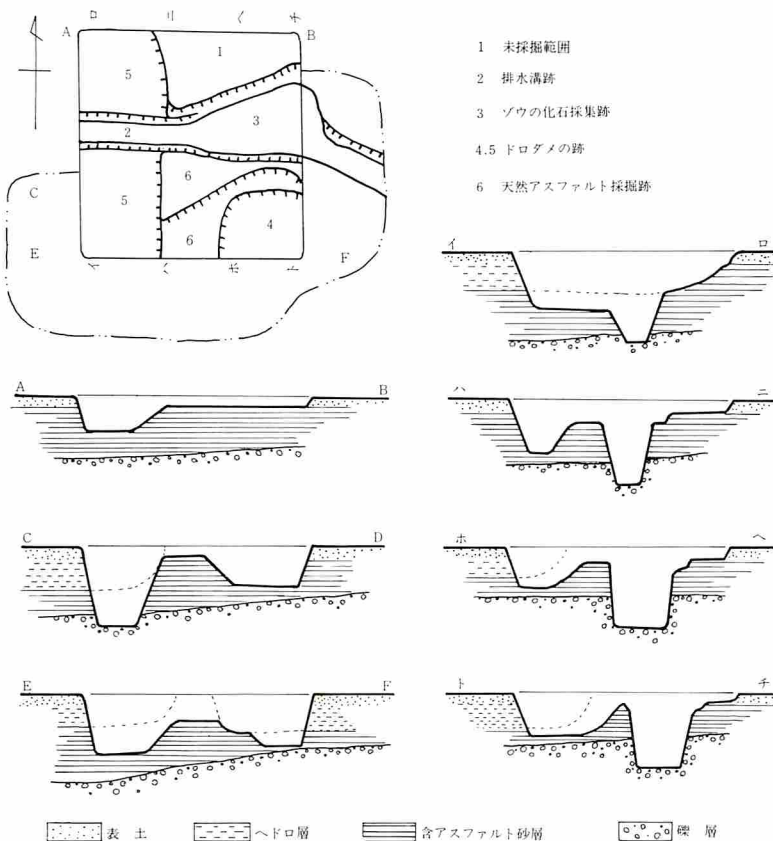 ロ ニ ヘ チ
A B
1
5
3
2
6
C
5
6 4
E F
イ ハ ホ ト
1 未採掘範囲
2 排水溝跡
3 ゾウの化石採集跡
4.5 ドロダメの跡
6 天然アスファルト採掘跡
イ ロ
A B
ハ ニ
C D
ホ ヘ
E F
ト チ
表土 ヘドロ層 含アスファルト砂層 礫層